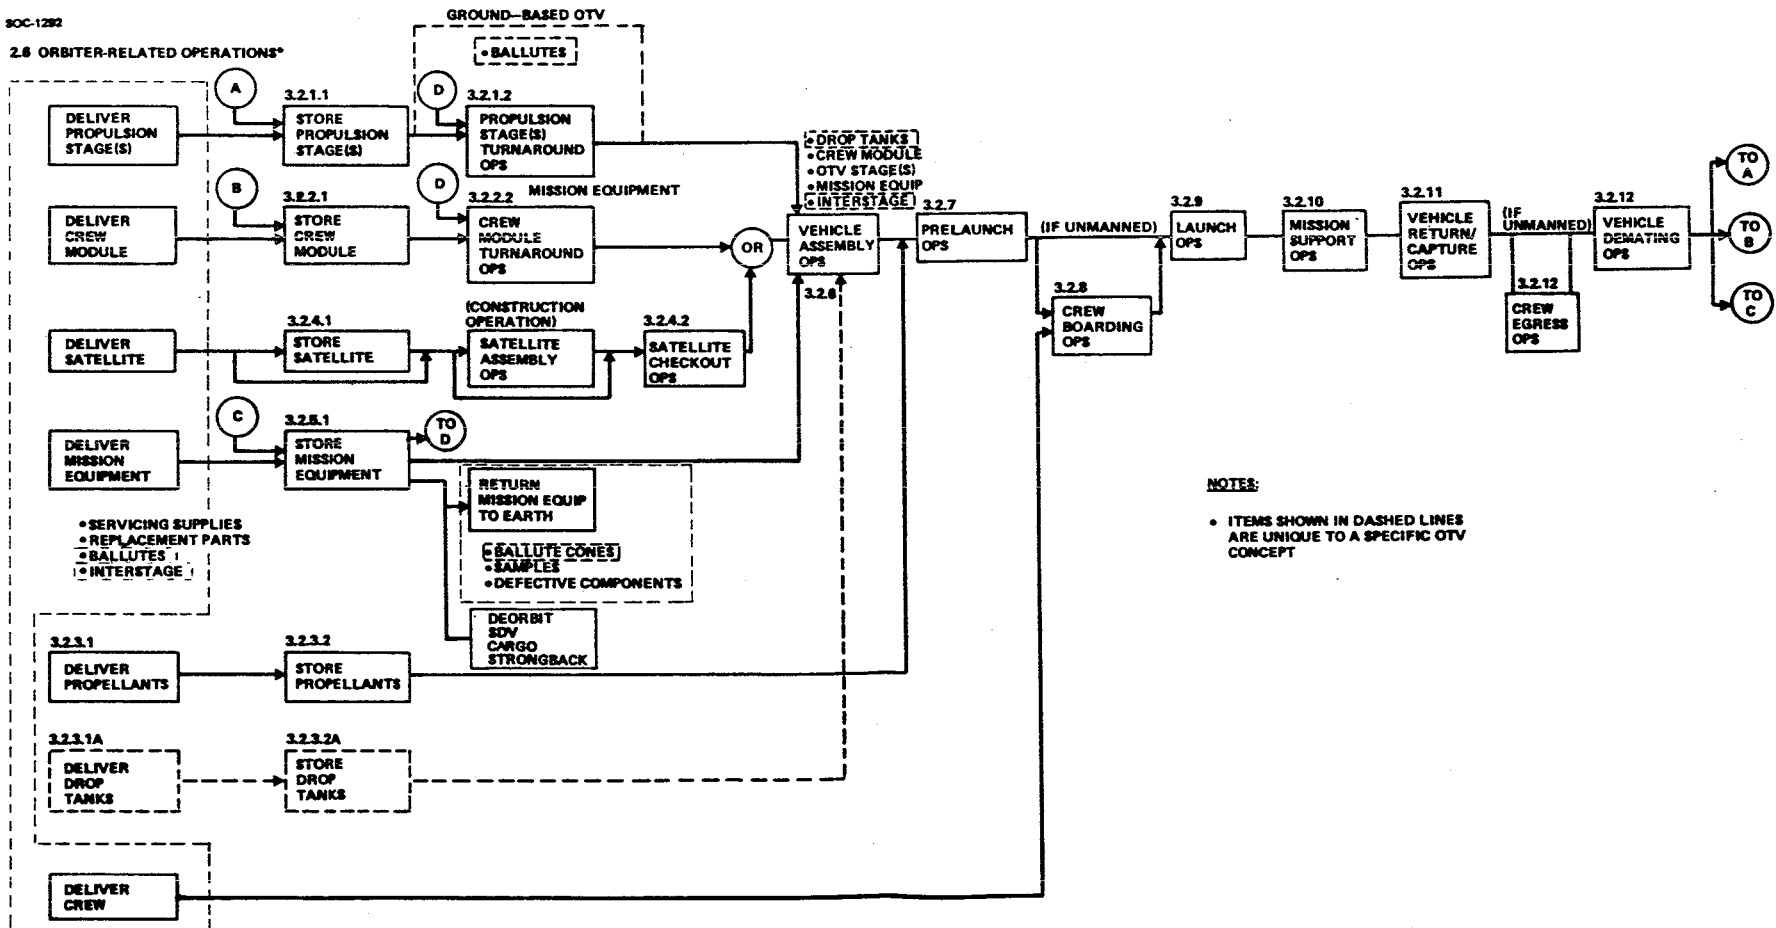 SOC-1292
2.6 ORBITER-RELATED OPERATIONS*
GROUND-BASED OTV
• BALLUTES
DELIVER
PROPULSION
STAGE(S)
A
3.2.1.1
STORE
PROPULSION
STAGE(S)
D
3.2.1.2
PROPULSION
STAGE(S)
TURNAROUND
OPS
DELIVER
CREW
MODULE
B
3.2.2.1
STORE
CREW
MODULE
D
3.2.2.2
MISSION EQUIPMENT
CREW
MODULE
TURNAROUND
OPS
OR
• DROP TANKS
• CREW MODULE
• OTV STAGE(S)
• MISSION EQUIP
• INTERSTAGE
VEHICLE
ASSEMBLY
OPS
3.2.6
3.2.7
PRELAUNCH
OPS
(IF UNMANNED)
3.2.8
CREW
BOARDING
OPS
3.2.9
LAUNCH
OPS
3.2.10
MISSION
SUPPORT
OPS
3.2.11
VEHICLE
RETURN/
CAPTURE
OPS
(IF
UNMANNED)
3.2.12
CREW
EGRESS
OPS
3.2.12
VEHICLE
DEMATING
OPS
TO
A
TO
B
TO
C
DELIVER
SATELLITE
3.2.4.1
STORE
SATELLITE
(CONSTRUCTION
OPERATION)
SATELLITE
ASSEMBLY
OPS
3.2.4.2
SATELLITE
CHECKOUT
OPS
DELIVER
MISSION
EQUIPMENT
C
3.2.5.1
STORE
MISSION
EQUIPMENT
TO
D
• SERVICING SUPPLIES
• REPLACEMENT PARTS
• BALLUTES
• INTERSTAGE
RETURN
MISSION EQUIP
TO EARTH
• BALLUTE CONES
• SAMPLES
• DEFECTIVE COMPONENTS
DEORBIT
SDV
CARGO
STRONGBACK
NOTES:
• ITEMS SHOWN IN DASHED LINES
ARE UNIQUE TO A SPECIFIC OTV
CONCEPT
3.2.3.1
DELIVER
PROPELLANTS
3.2.3.2
STORE
PROPELLANTS
3.2.3.1A
DELIVER
DROP
TANKS
3.2.3.2A
STORE
DROP
TANKS
DELIVER
CREW